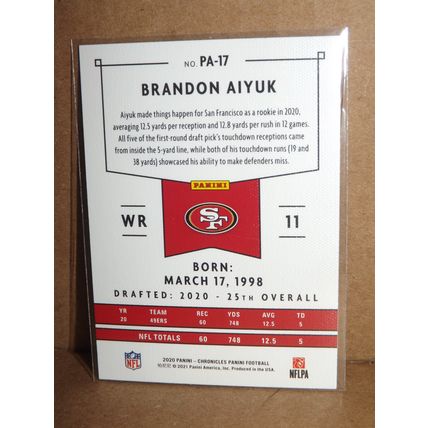 NO. PA-17
BRANDON AIYUK
Aiyuk made things happen for San Francisco as a rookie in 2020,
averaging 12.5 yards per reception and 12.8 yards per rush in 12 games.
All five of the first-round draft pick's touchdown receptions came
from inside the 5-yard line, while both of his touchdown runs (19 and
38 yards) showcased his ability to make defenders miss.
PANINI
WR SF 11
BORN:
MARCH 17, 1998
DRAFTED: 2020 - 25TH OVERALL
YR TEAM REC YDS AVG TD
20 49ERS 60 748 12.5 5
NFL TOTALS 60 748 12.5 5
NFL
2020 PANINI - CHRONICLES PANINI FOOTBALL
© 2021 Panini America, Inc. Produced in the USA.
NFLPA